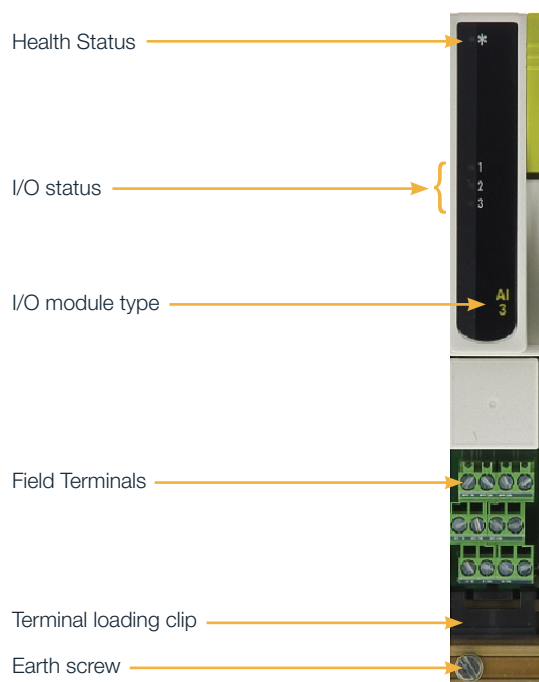 Health Status
*
I/O status
1
2
3
I/O module type
AI
3
Field Terminals
Terminal loading clip
Earth screw